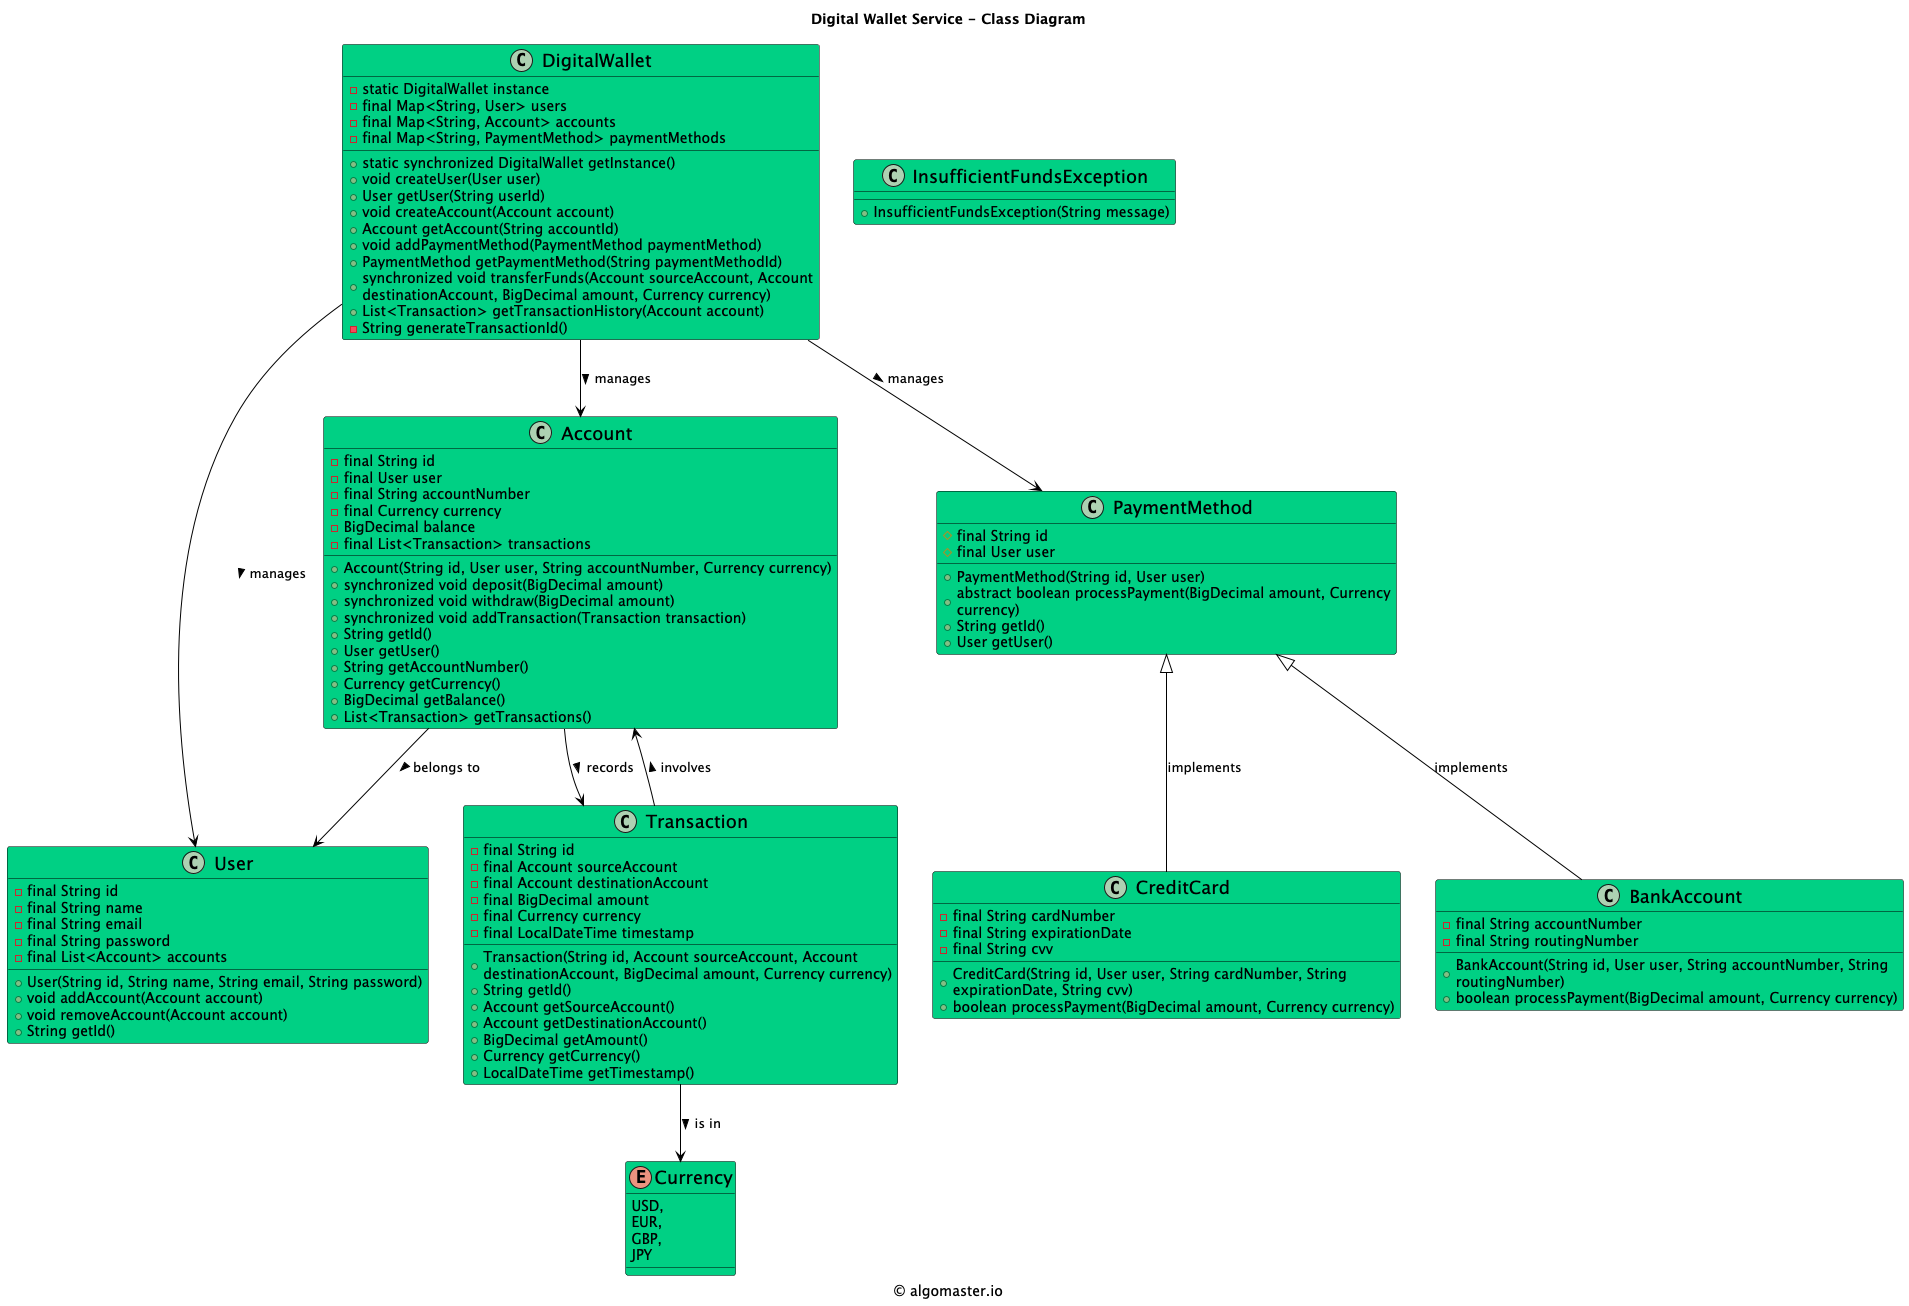 Digital Wallet Service - Class Diagram
C DigitalWallet
static DigitalWallet instance
final Map<String, User> users
final Map<String, Account> accounts
final Map<String, PaymentMethod> paymentMethods
static synchronized DigitalWallet getInstance()
void createUser(User user)
User getUser(String userId)
void createAccount(Account account)
Account getAccount(String accountId)
void addPaymentMethod(PaymentMethod paymentMethod)
PaymentMethod getPaymentMethod(String paymentMethodId)
synchronized void transferFunds(Account sourceAccount, Account
destinationAccount, BigDecimal amount, Currency currency)
List<Transaction> getTransactionHistory(Account account)
String generateTransactionId()
C InsufficientFundsException
InsufficientFundsException(String message)
manages
manages
manages
C Account
final String id
final User user
final String accountNumber
final Currency currency
BigDecimal balance
final List<Transaction> transactions
Account(String id, User user, String accountNumber, Currency currency)
synchronized void deposit(BigDecimal amount)
synchronized void withdraw(BigDecimal amount)
synchronized void addTransaction(Transaction transaction)
String getId()
User getUser()
String getAccountNumber()
Currency getCurrency()
BigDecimal getBalance()
List<Transaction> getTransactions()
C PaymentMethod
final String id
final User user
PaymentMethod(String id, User user)
abstract boolean processPayment(BigDecimal amount, Currency
currency)
String getId()
User getUser()
belongs to
records
involves
implements
implements
C User
final String id
final String name
final String email
final String password
final List<Account> accounts
User(String id, String name, String email, String password)
void addAccount(Account account)
void removeAccount(Account account)
String getId()
C Transaction
final String id
final Account sourceAccount
final Account destinationAccount
final BigDecimal amount
final Currency currency
final LocalDateTime timestamp
Transaction(String id, Account sourceAccount, Account
destinationAccount, BigDecimal amount, Currency currency)
String getId()
Account getSourceAccount()
Account getDestinationAccount()
BigDecimal getAmount()
Currency getCurrency()
LocalDateTime getTimestamp()
C CreditCard
final String cardNumber
final String expirationDate
final String cvv
CreditCard(String id, User user, String cardNumber, String
expirationDate, String cvv)
boolean processPayment(BigDecimal amount, Currency currency)
C BankAccount
final String accountNumber
final String routingNumber
BankAccount(String id, User user, String accountNumber, String
routingNumber)
boolean processPayment(BigDecimal amount, Currency currency)
is in
E Currency
USD,
EUR,
GBP,
JPY
© algomaster.io